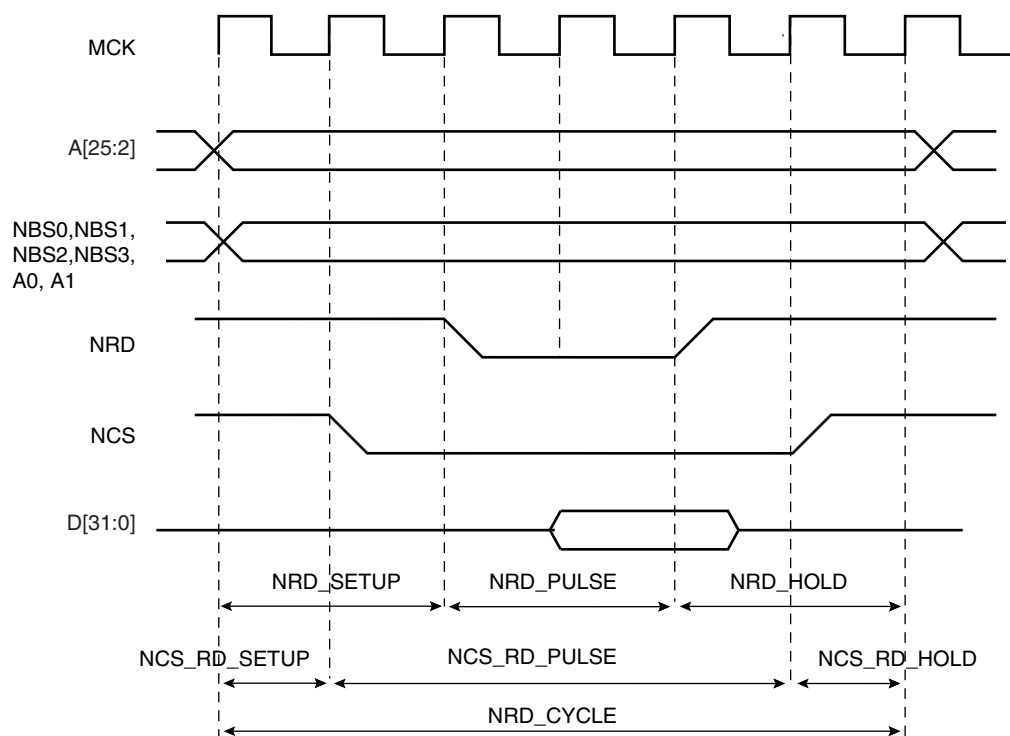 MCK
A[25:2]
NBS0,NBS1,
NBS2,NBS3,
A0, A1
NRD
NCS
D[31:0]
NRD_SETUP
NRD_PULSE
NRD_HOLD
NCS_RD_SETUP
NCS_RD_PULSE
NCS_RD_HOLD
NRD_CYCLE